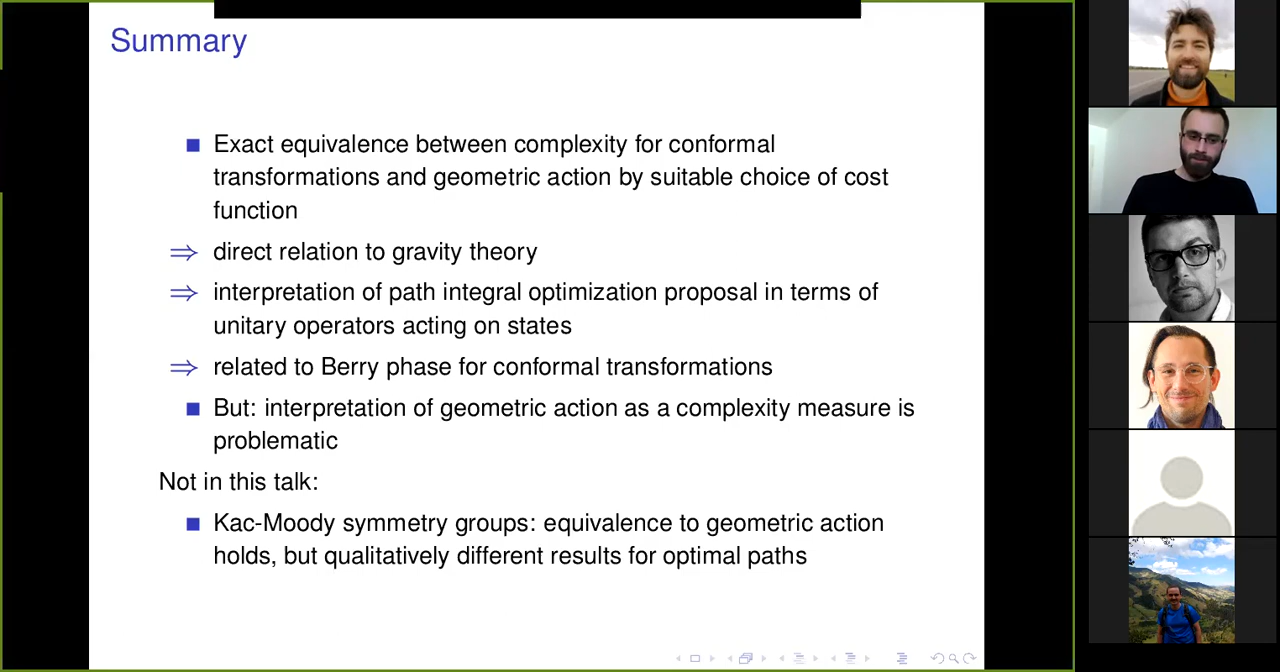 Summary
Exact equivalence between complexity for conformal
transformations and geometric action by suitable choice of cost
function
⇒ direct relation to gravity theory
⇒ interpretation of path integral optimization proposal in terms of
unitary operators acting on states
⇒ related to Berry phase for conformal transformations
But: interpretation of geometric action as a complexity measure is
problematic
Not in this talk:
Kac-Moody symmetry groups: equivalence to geometric action
holds, but qualitatively different results for optimal paths